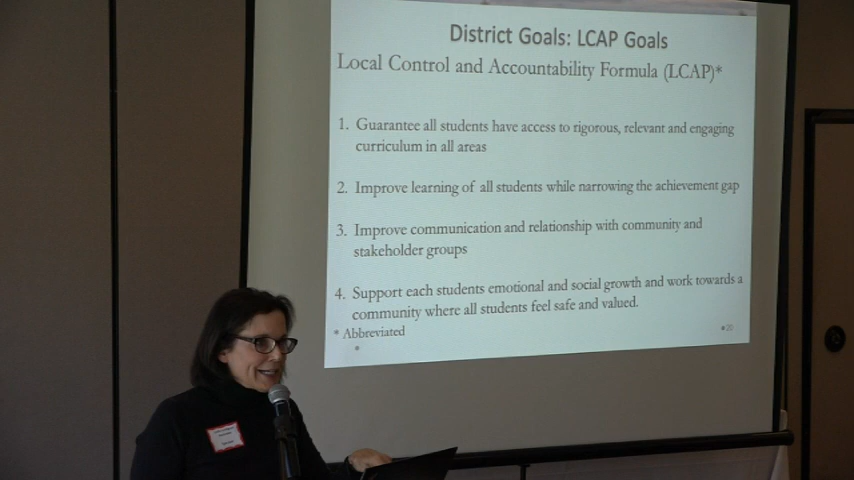 District Goals: LCAP Goals
Local Control and Accountability Formula (LCAP)*
1. Guarantee all students have access to rigorous, relevant and engaging
curriculum in all areas
2. Improve learning of all students while narrowing the achievement gap
3. Improve communication and relationship with community and
stakeholder groups
4. Support each students emotional and social growth and work towards a
community where all students feel safe and valued.
* Abbreviated